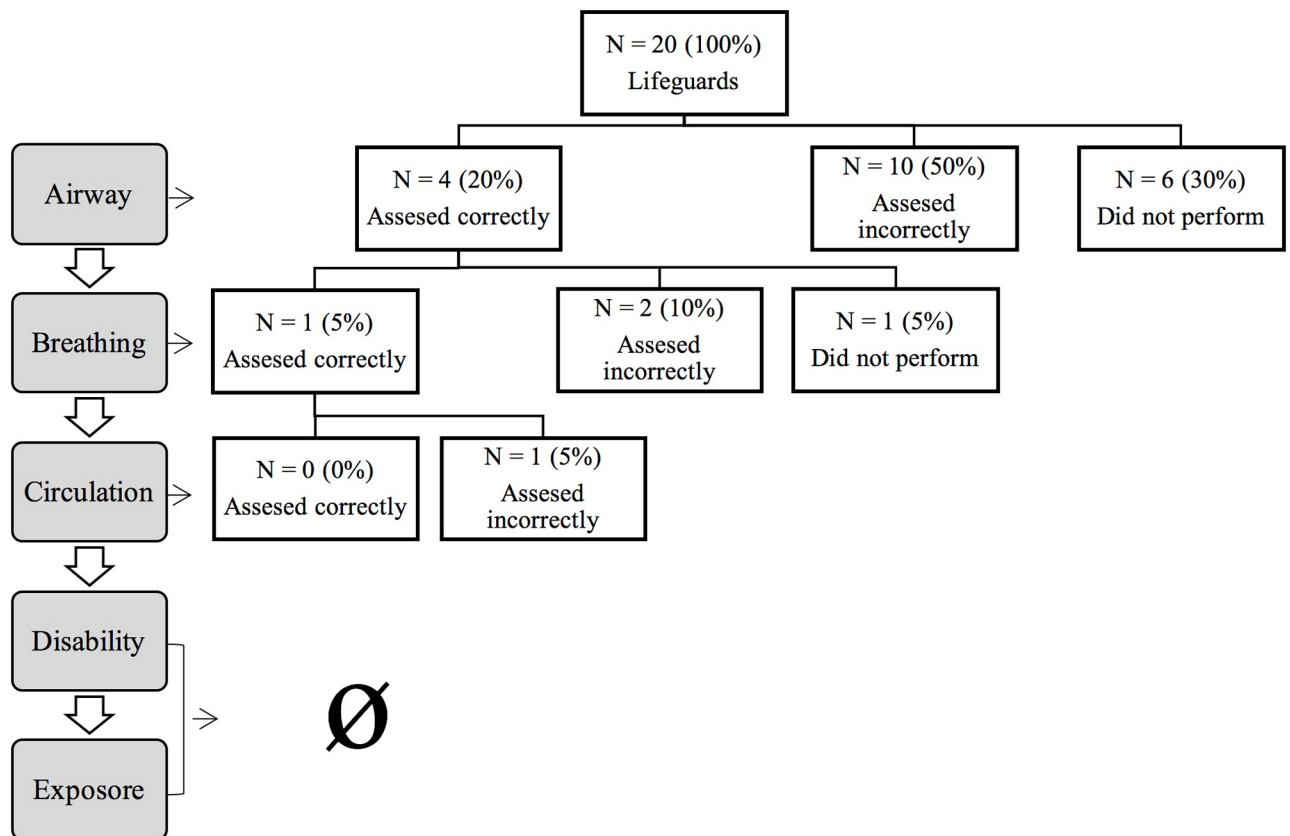 N = 20 (100%)
Lifeguards
Airway
N = 4 (20%)
Assesed correctly
N = 10 (50%)
Assesed
incorrectly
N = 6 (30%)
Did not perform
Breathing
N = 1 (5%)
Assesed correctly
N = 2 (10%)
Assesed
incorrectly
N = 1 (5%)
Did not perform
Circulation
N = 0 (0%)
Assesed correctly
N = 1 (5%)
Assesed
incorrectly
Disability
Ø
Exposore